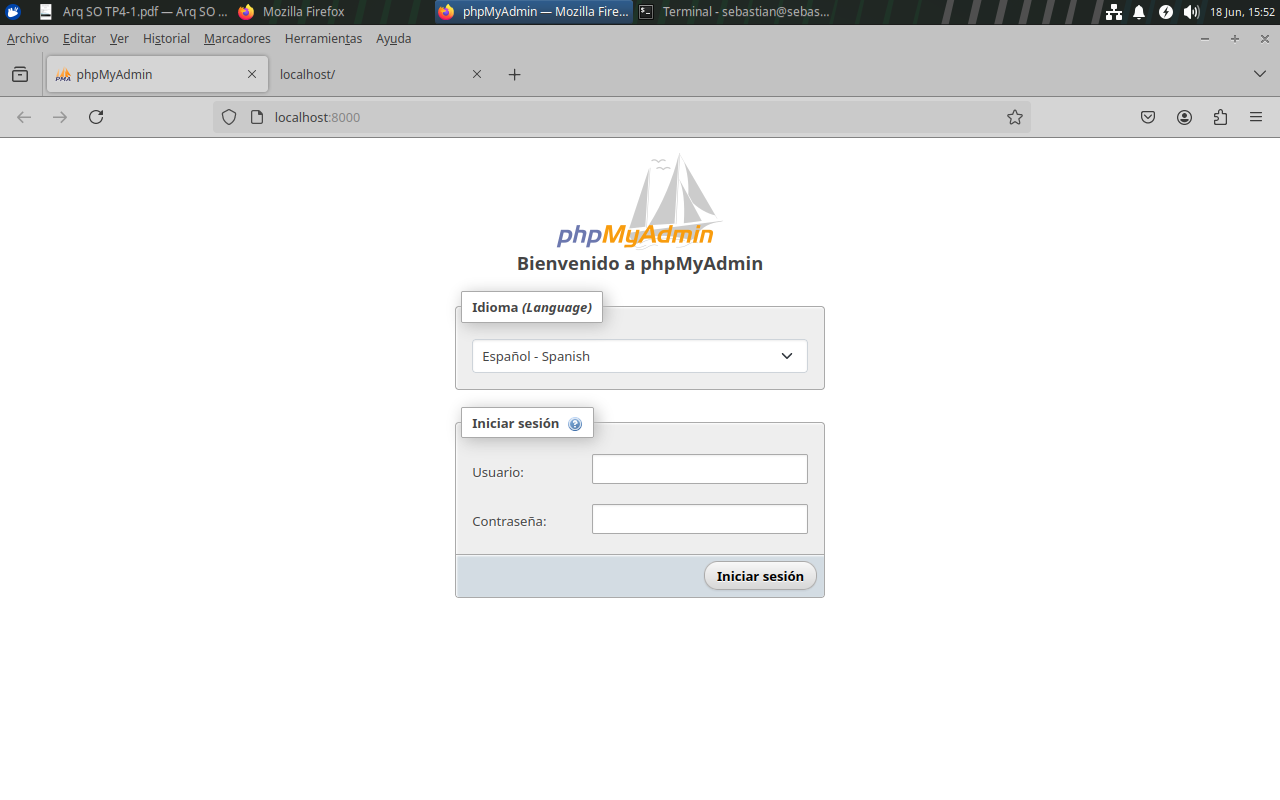 Arq SO TP4-1.pdf — Arq SO ... Mozilla Firefox phpMyAdmin — Mozilla Fire... Terminal - sebastian@sebas... 18 Jun, 15:52
Archivo Editar Ver Historial Marcadores Herramientas Ayuda
phpMyAdmin localhost/
localhost:8000
phpMyAdmin
Bienvenido a phpMyAdmin
Idioma (Language)
Español - Spanish
Iniciar sesión
Usuario:
Contraseña:
Iniciar sesión